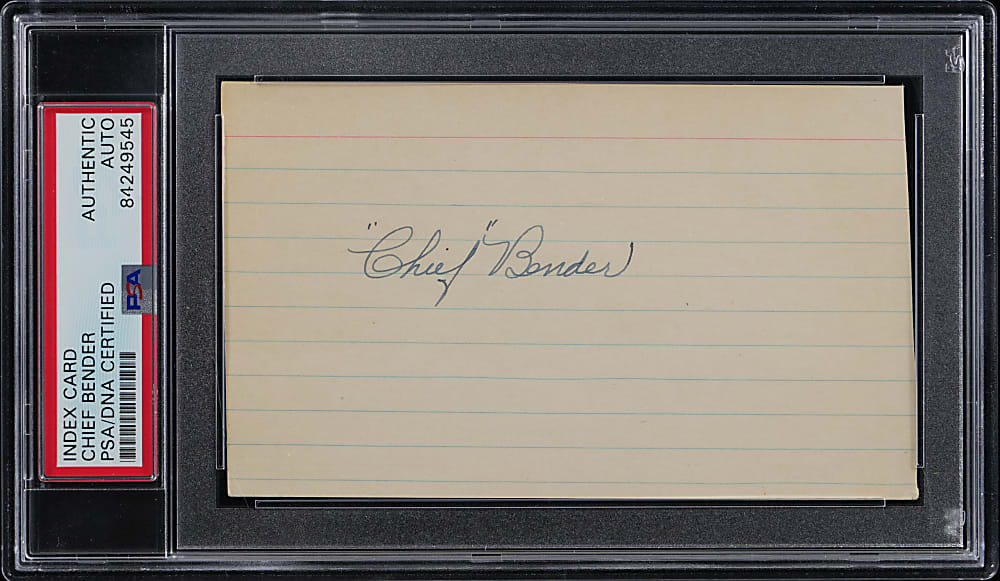 INDEX CARD
CHIEF BENDER
PSA/DNA CERTIFIED
AUTHENTIC
AUTO
84249545
PSA
"Chief" Bender